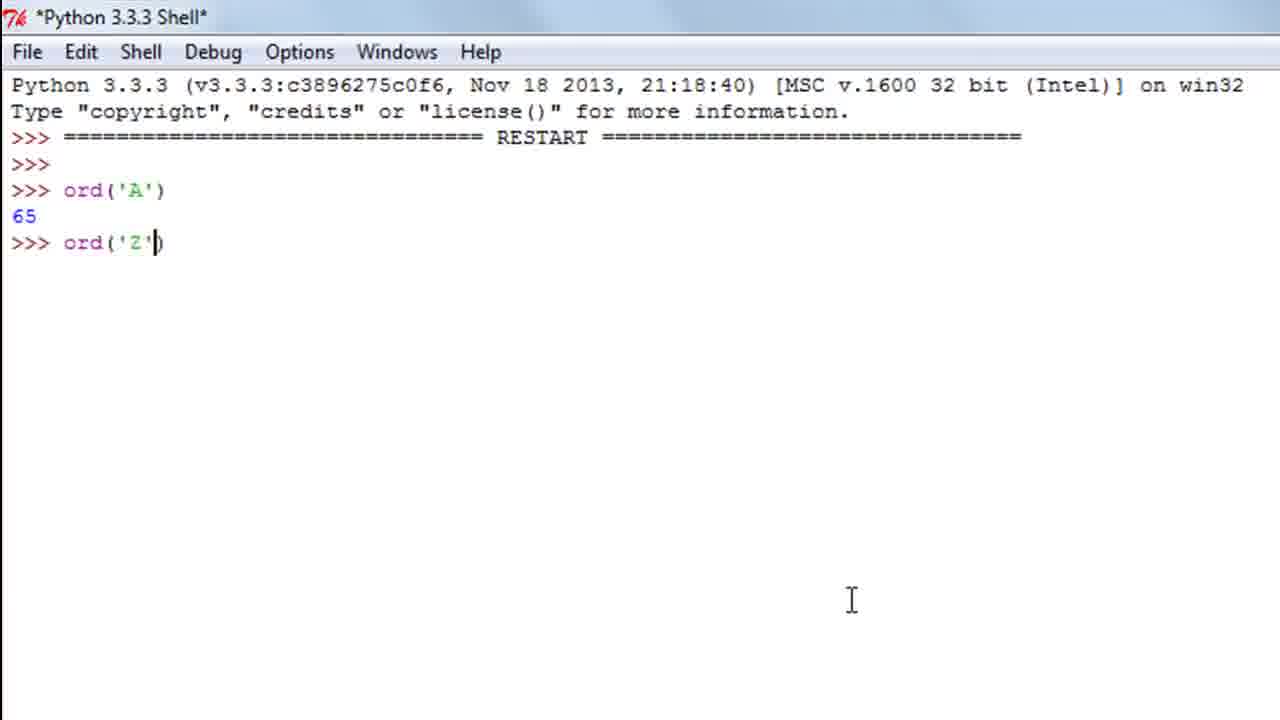 *Python 3.3.3 Shell*
File Edit Shell Debug Options Windows Help
Python 3.3.3 (v3.3.3:c3896275c0f6, Nov 18 2013, 21:18:40) [MSC v.1600 32 bit (Intel)] on win32
Type "copyright", "credits" or "license()" for more information.
>>> ================================ RESTART ================================
>>>
>>> ord('A')
65
>>> ord('Z')